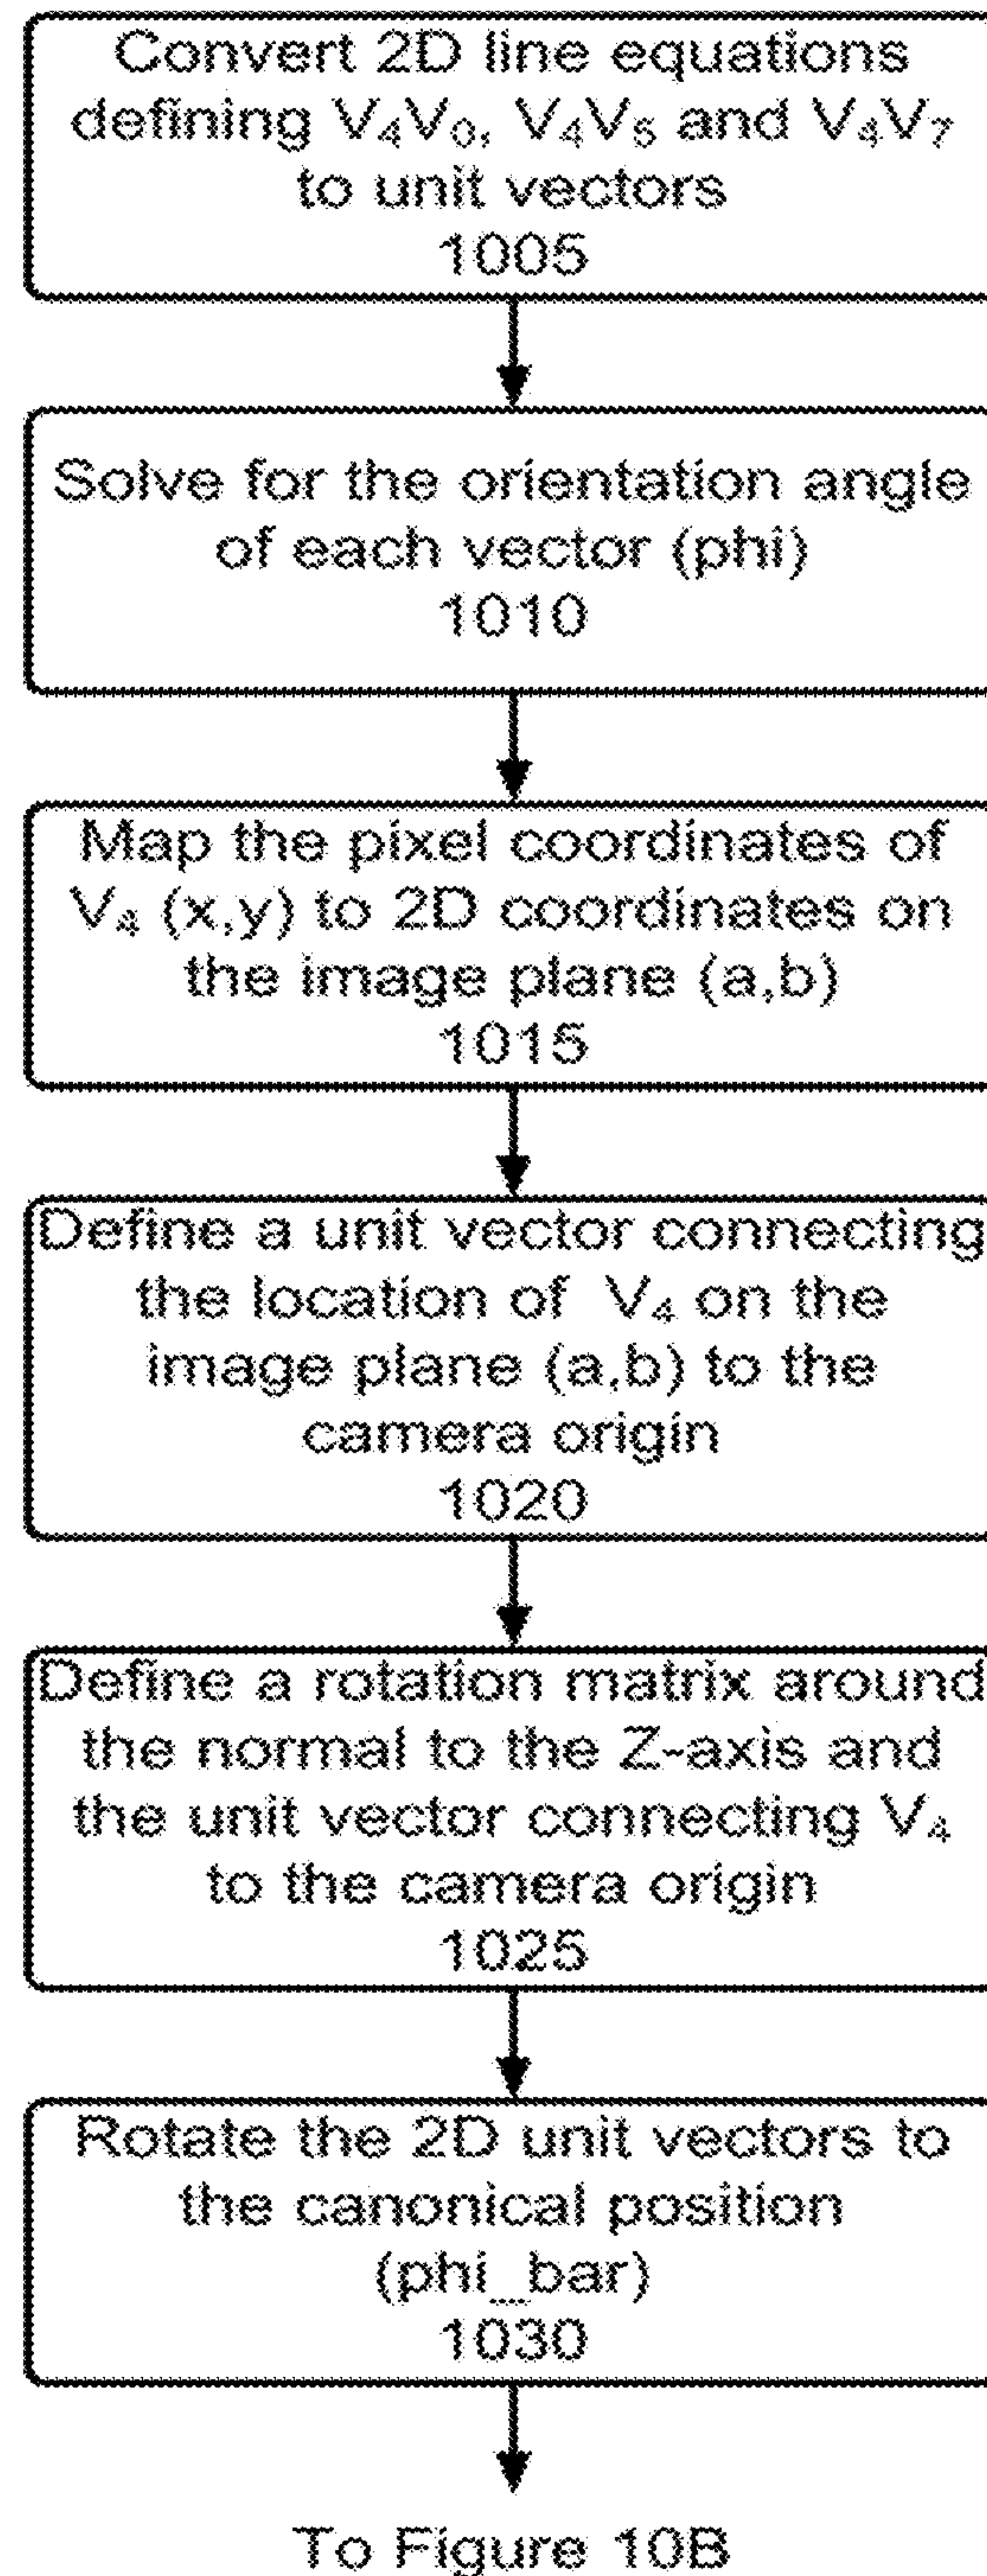 Convert 2D line equations
defining V₄V₀, V₄V₅ and V₄V₇
to unit vectors
1005
Solve for the orientation angle
of each vector (phi)
1010
Map the pixel coordinates of
V₄ (x,y) to 2D coordinates on
the image plane (a,b)
1015
Define a unit vector connecting
the location of V₄ on the
image plane (a,b) to the
camera origin
1020
Define a rotation matrix around
the normal to the Z-axis and
the unit vector connecting V₄
to the camera origin
1025
Rotate the 2D unit vectors to
the canonical position
(phi_bar)
1030
To Figure 10B